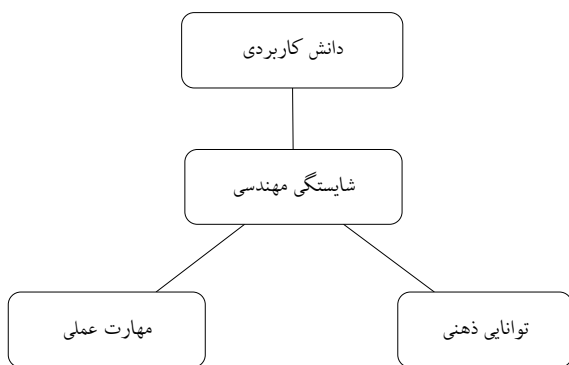 دانش کاربردی
شایستگی مهندسی
توانایی ذهنی
مهارت عملی